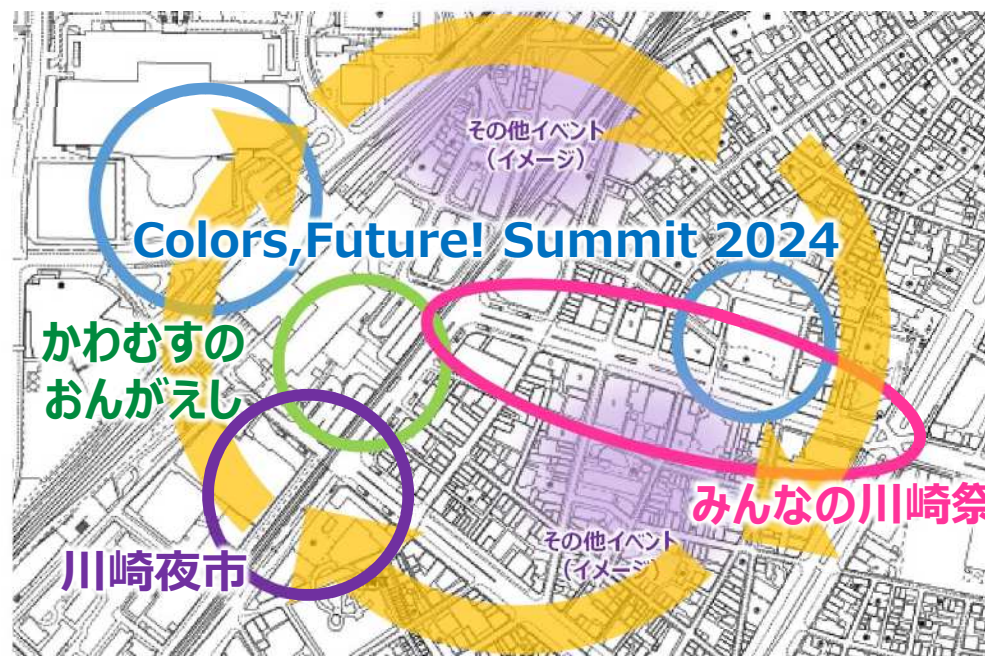 その他イベント
（イメージ）
Colors,Future! Summit 2024
かわむすの
おんがえし
みんなの川崎祭
その他イベント
（イメージ）
川崎夜市